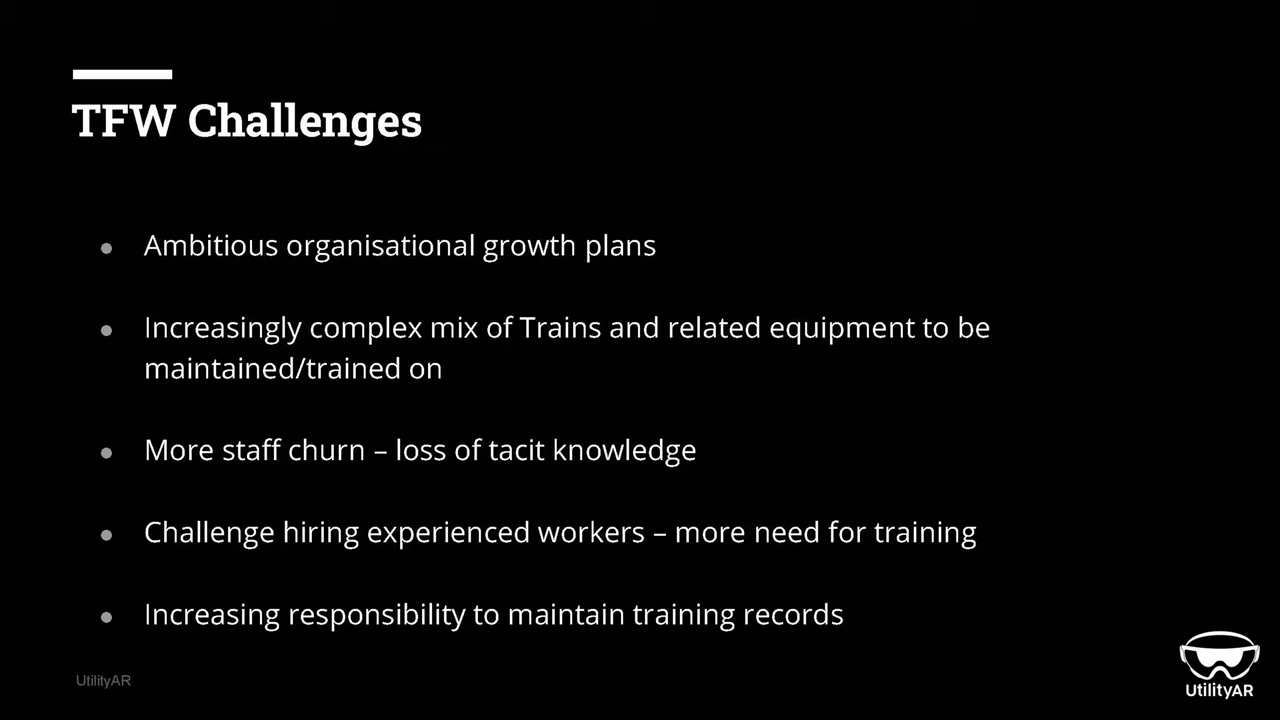 TFW Challenges
● Ambitious organisational growth plans
● Increasingly complex mix of Trains and related equipment to be
maintained/trained on
● More staff churn – loss of tacit knowledge
● Challenge hiring experienced workers – more need for training
● Increasing responsibility to maintain training records
UtilityAR
UtilityAR